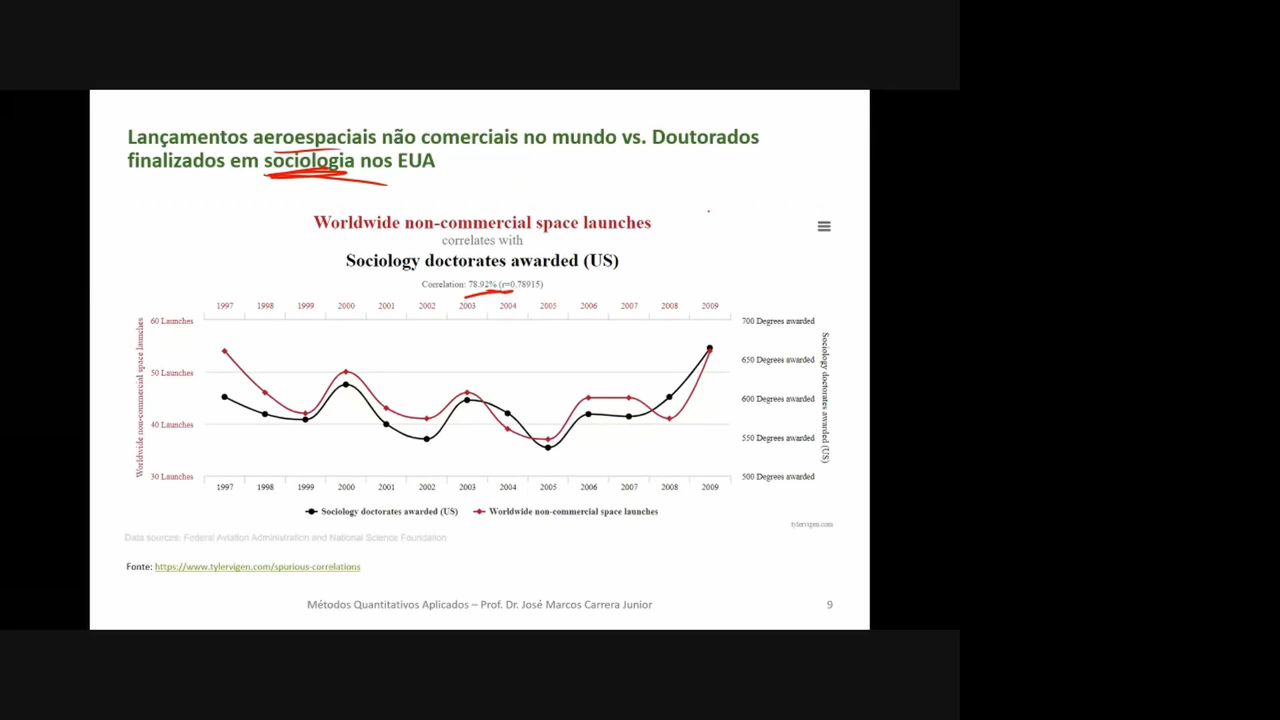 Lançamentos aeroespaciais não comerciais no mundo vs. Doutorados
finalizados em sociologia nos EUA
Worldwide non-commercial space launches
correlates with
Sociology doctorates awarded (US)
Correlation: 78.92% (r=0.78915)
1997 1998 1999 2000 2001 2002 2003 2004 2005 2006 2007 2008 2009
Worldwide non-commercial space launches
60 Launches
50 Launches
40 Launches
30 Launches
700 Degrees awarded
650 Degrees awarded
600 Degrees awarded
550 Degrees awarded
500 Degrees awarded
Sociology doctorates awarded (US)
1997 1998 1999 2000 2001 2002 2003 2004 2005 2006 2007 2008 2009
Sociology doctorates awarded (US) Worldwide non-commercial space launches
tylervigen.com
Data sources: Federal Aviation Administration and National Science Foundation
Fonte: https://www.tylervigen.com/spurious-correlations
Métodos Quantitativos Aplicados – Prof. Dr. José Marcos Carrera Junior 9